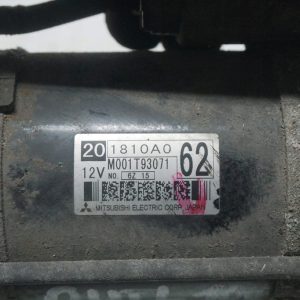 20 1810A0
12V M001T93071 62
NO. 6Z 15
MITSUBISHI ELECTRIC CORP. JAPAN